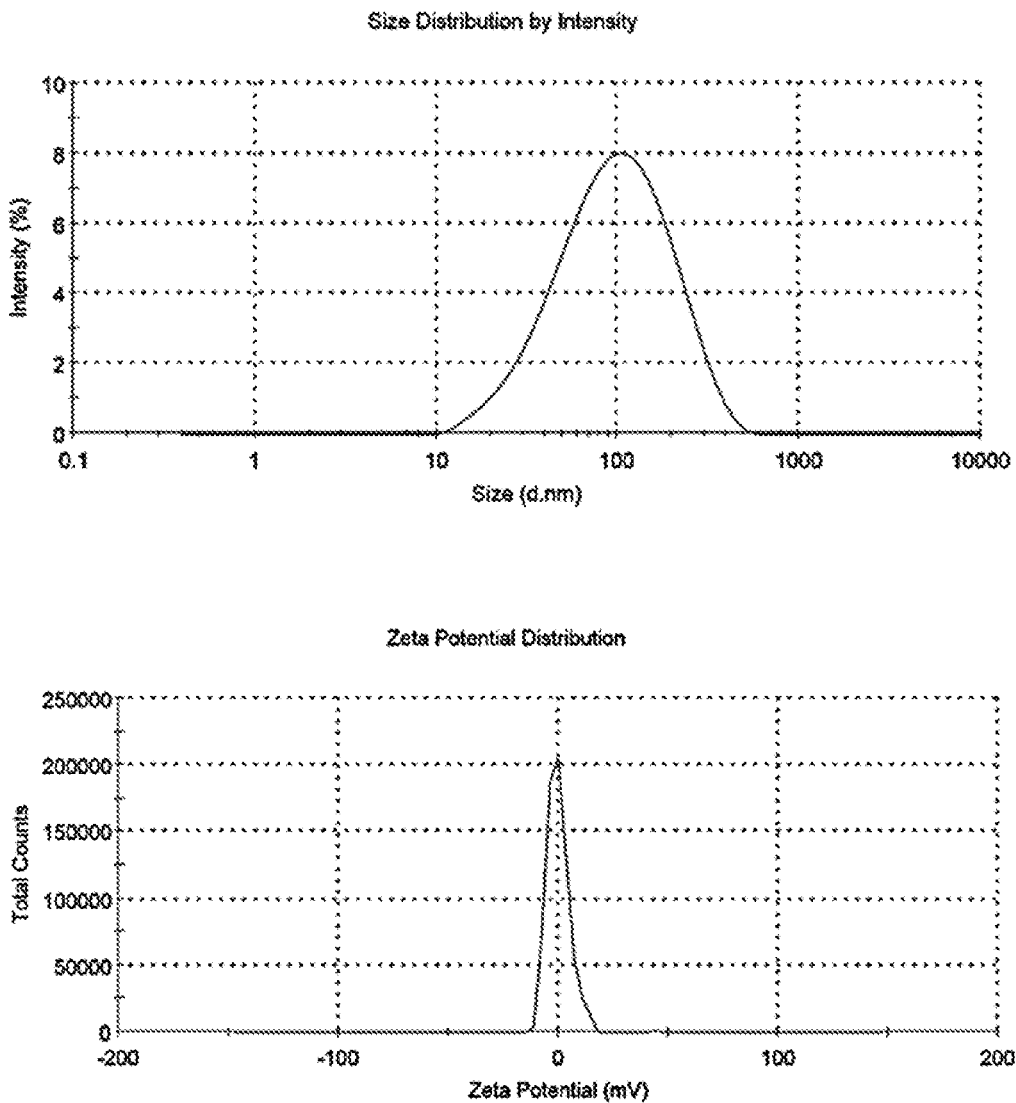 Size Distribution by Intensity
10
8
6
4
2
0
Intensity (%)
0.1 1 10 100 1000 10000
Size (d.nm)
Zeta Potential Distribution
250000
200000
150000
100000
50000
0
Total Counts
-200 -100 0 100 200
Zeta Potential (mV)